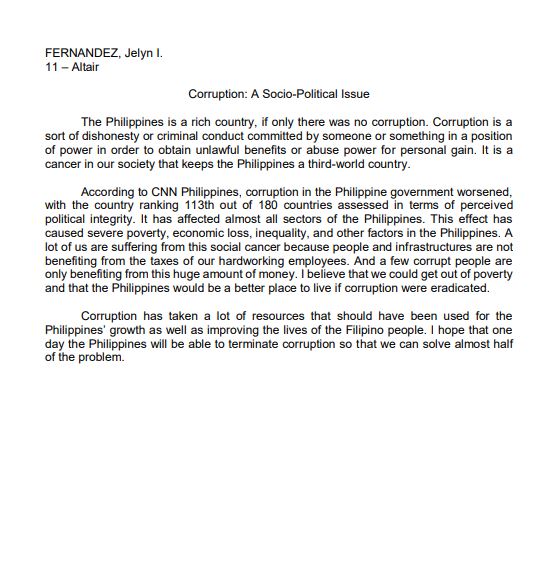 FERNANDEZ, Jelyn I.
11 – Altair
Corruption: A Socio-Political Issue
The Philippines is a rich country, if only there was no corruption. Corruption is a
sort of dishonesty or criminal conduct committed by someone or something in a position
of power in order to obtain unlawful benefits or abuse power for personal gain. It is a
cancer in our society that keeps the Philippines a third-world country.
According to CNN Philippines, corruption in the Philippine government worsened,
with the country ranking 113th out of 180 countries assessed in terms of perceived
political integrity. It has affected almost all sectors of the Philippines. This effect has
caused severe poverty, economic loss, inequality, and other factors in the Philippines. A
lot of us are suffering from this social cancer because people and infrastructures are not
benefiting from the taxes of our hardworking employees. And a few corrupt people are
only benefiting from this huge amount of money. I believe that we could get out of poverty
and that the Philippines would be a better place to live if corruption were eradicated.
Corruption has taken a lot of resources that should have been used for the
Philippines’ growth as well as improving the lives of the Filipino people. I hope that one
day the Philippines will be able to terminate corruption so that we can solve almost half
of the problem.